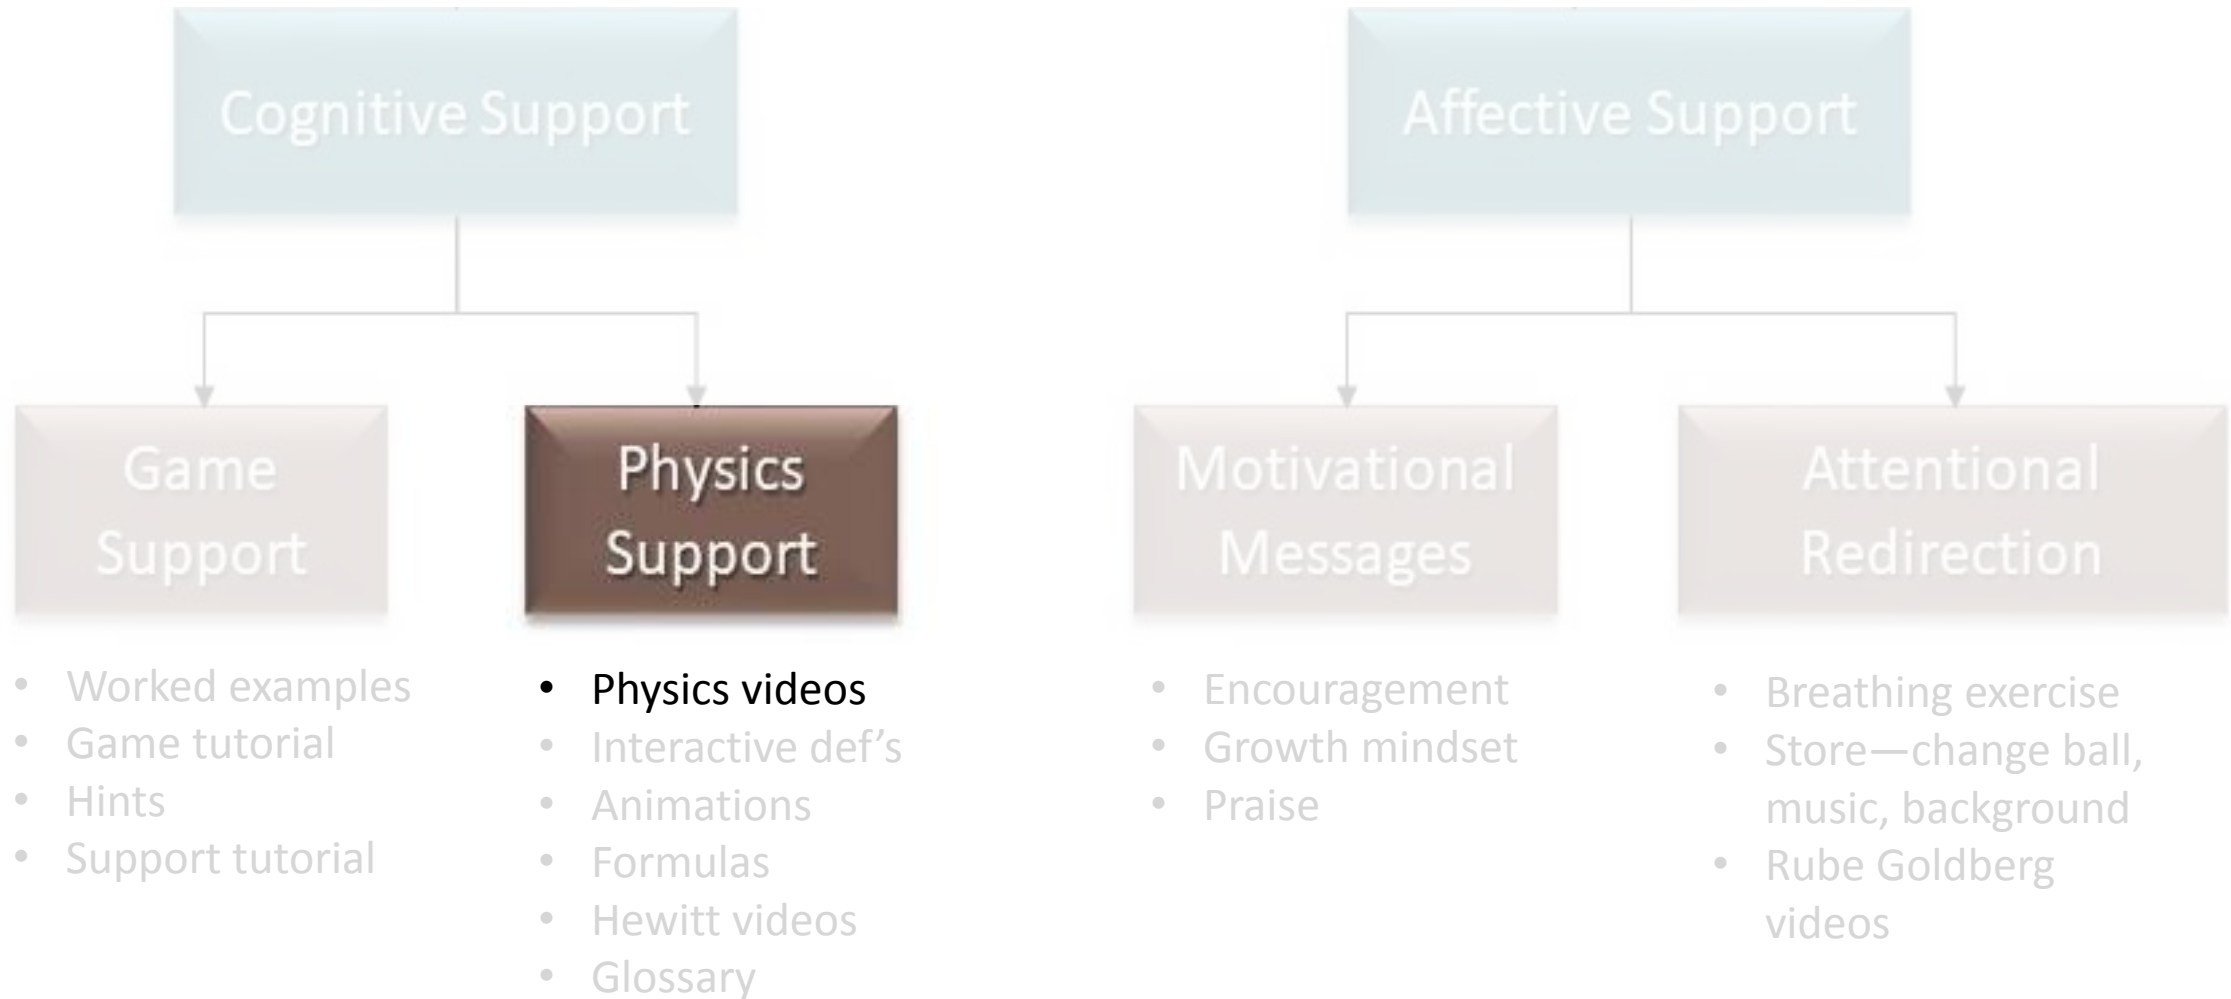 Cognitive Support
Affective Support
Game
Support
Physics
Support
Motivational
Messages
Attentional
Redirection
• Worked examples
• Game tutorial
• Hints
• Support tutorial
• Physics videos
• Interactive def’s
• Animations
• Formulas
• Hewitt videos
• Glossary
• Encouragement
• Growth mindset
• Praise
• Breathing exercise
• Store—change ball,
music, background
• Rube Goldberg
videos